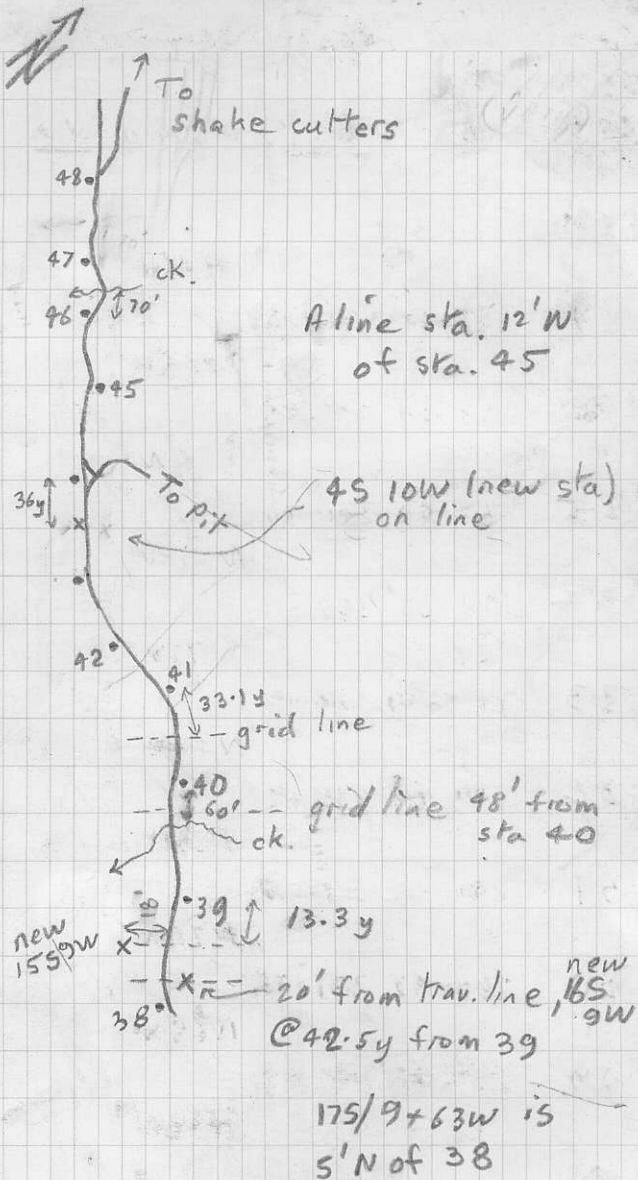 N
To
shake cutters
48
47
ck.
46
70'
A line sta. 12'W
of sta. 45
45
36y
To pit
4S 10W (new sta)
on line
x
42
41
33.1y
grid line
40
60'
grid line 48' from
sta 40
ck.
39
18'
13.3y
new
15S 9W
x
x
20' from trav. line, new
16S
9W
38
@ 42.5y from 39
17S/9+63W is
5'N of 38